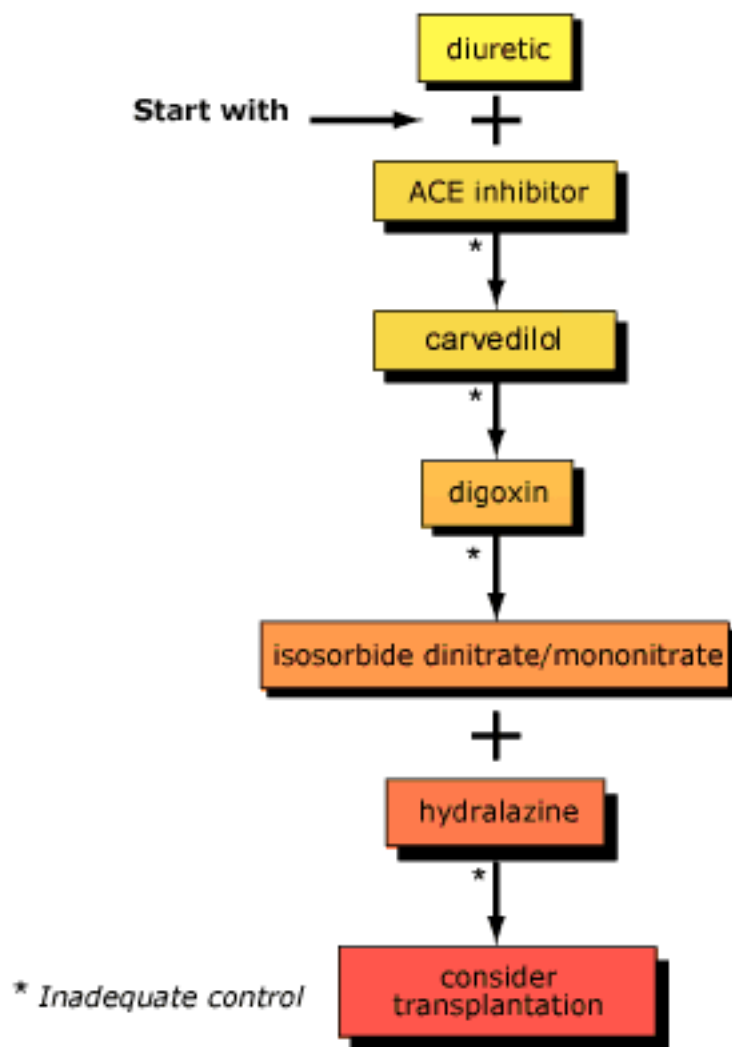 diuretic
Start with
+
ACE inhibitor
*
carvedilol
*
digoxin
*
isosorbide dinitrate/mononitrate
+
hydralazine
*
consider
transplantation
* Inadequate control